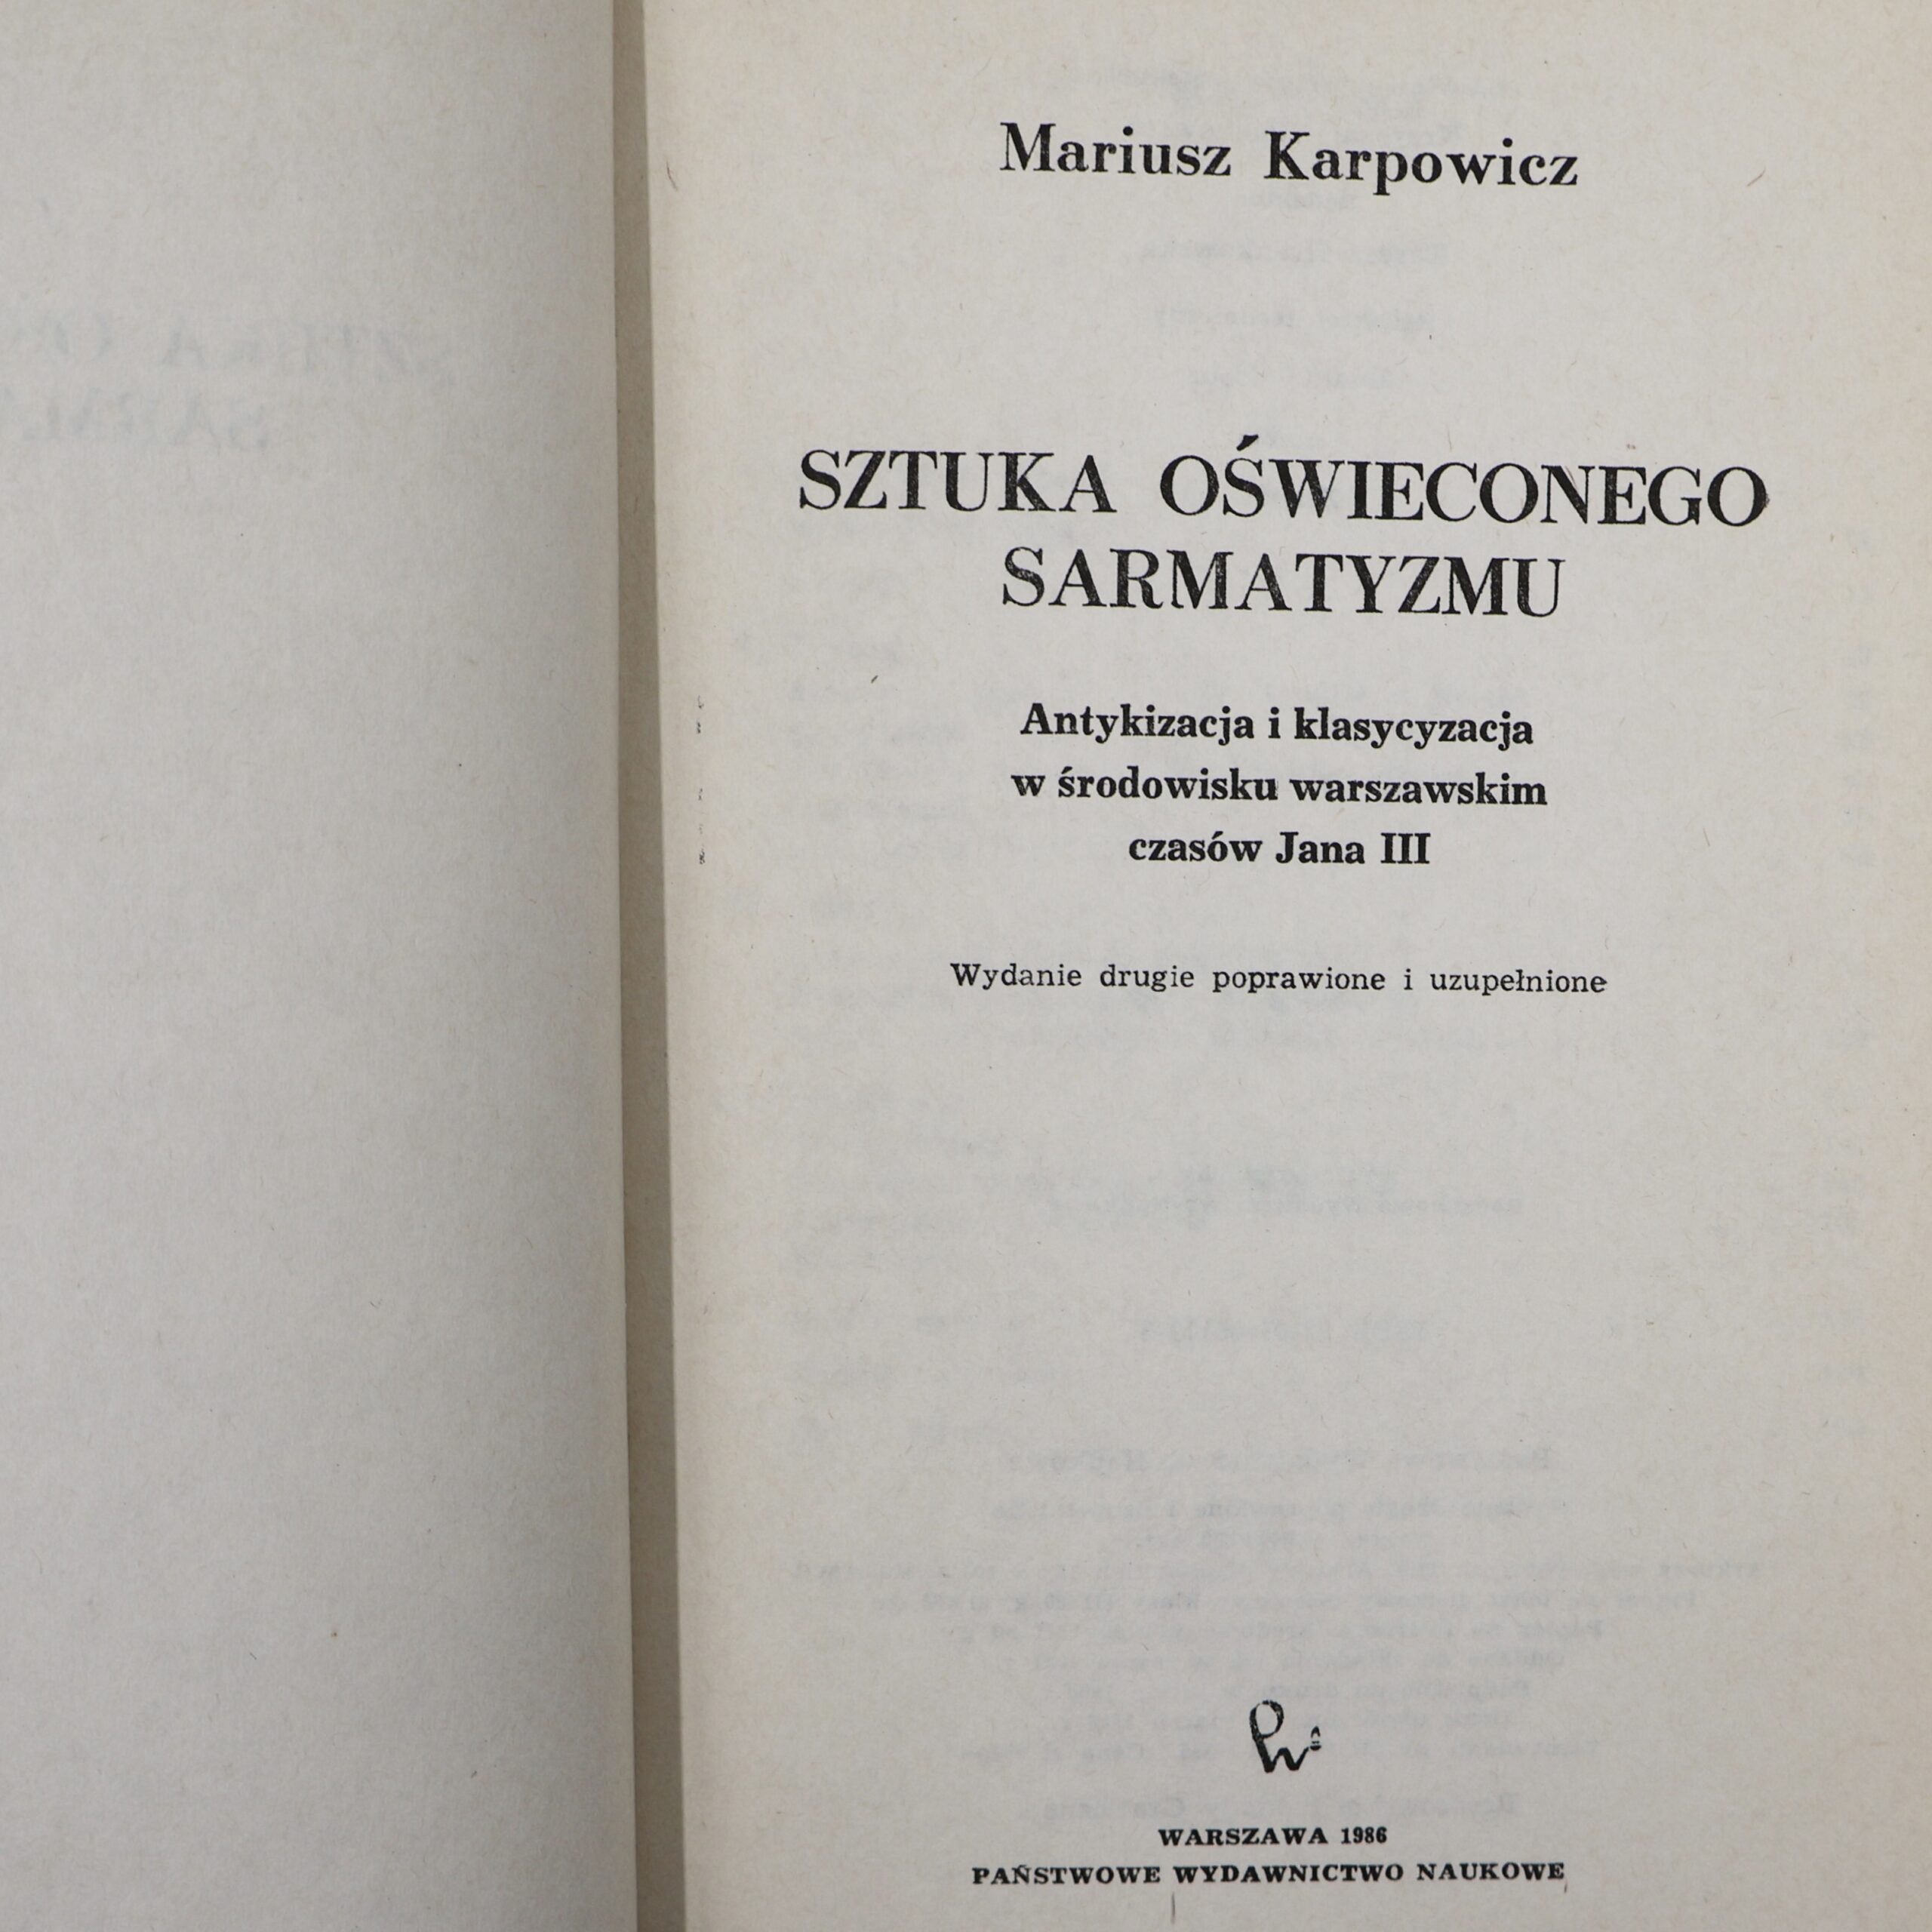 Mariusz Karpowicz
SZTUKA OŚWIECONEGO
SARMATYZMU
Antykizacja i klasycyzacja
w środowisku warszawskim
czasów Jana III
Wydanie drugie poprawione i uzupełnione
WARSZAWA 1986
PAŃSTWOWE WYDAWNICTWO NAUKOWE